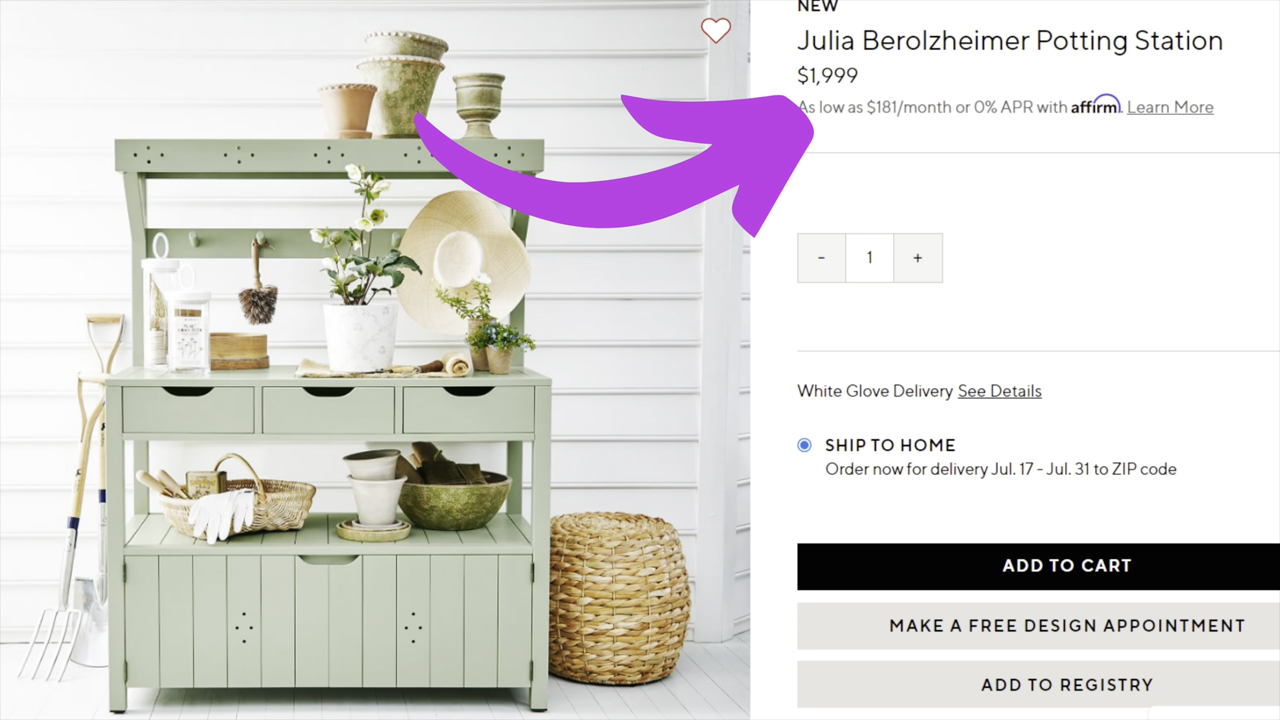 NEW
Julia Berolzheimer Potting Station
$1,999
As low as $181/month or 0% APR with affirm. Learn More
- 1 +
White Glove Delivery See Details
SHIP TO HOME
Order now for delivery Jul. 17 - Jul. 31 to ZIP code
ADD TO CART
MAKE A FREE DESIGN APPOINTMENT
ADD TO REGISTRY